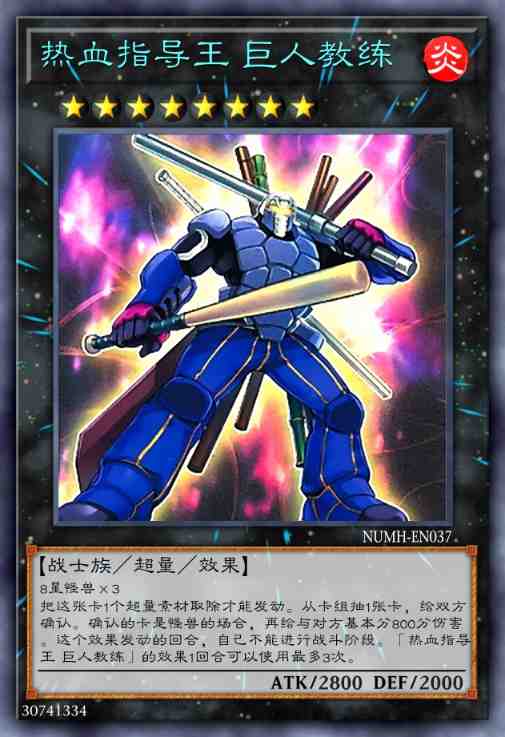 热血指导王 巨人教练
炎
NUMH-EN037
【战士族／超量／效果】
8星怪兽×3
把这张卡1个超量素材取除才能发动。从卡组抽1张卡，给双方
确认。确认的卡是怪兽的场合，再给与对方基本分800分伤害
。这个效果发动的回合，自己不能进行战斗阶段。「热血指导
王 巨人教练」的效果1回合可以使用最多3次。
ATK/2800 DEF/2000
30741334